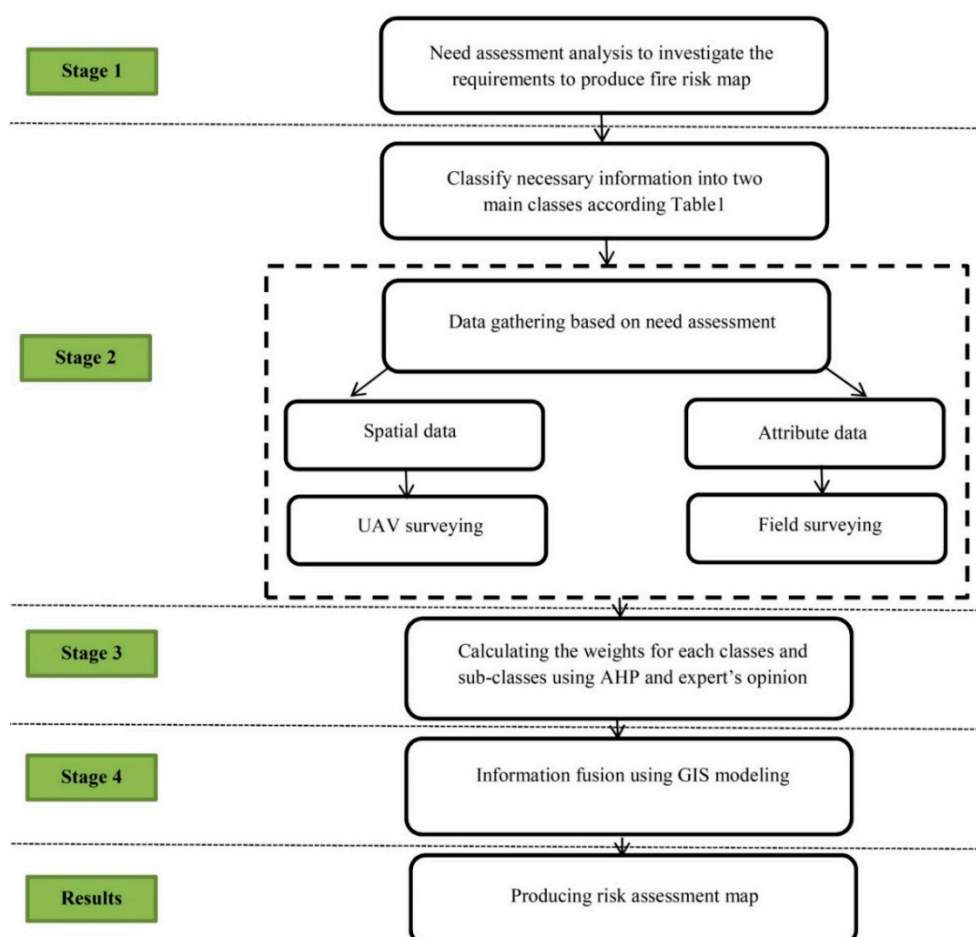 Stage 1
Need assessment analysis to investigate the
requirements to produce fire risk map
Classify necessary information into two
main classes according Table1
Stage 2
Data gathering based on need assessment
Spatial data
Attribute data
UAV surveying
Field surveying
Stage 3
Calculating the weights for each classes and
sub-classes using AHP and expert’s opinion
Stage 4
Information fusion using GIS modeling
Results
Producing risk assessment map